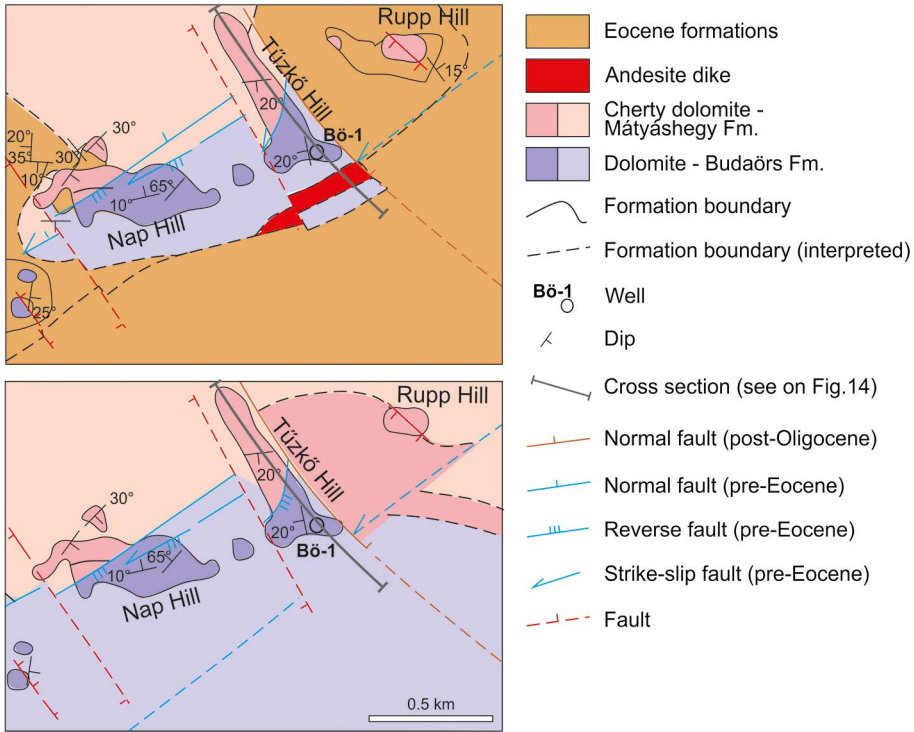 Rupp Hill
15°
Tűzkő Hill
20°
Bö-1
20°
30°
20°
35°
30°
10°
65°
10°
Nap Hill
25°
Rupp Hill
Tűzkő Hill
20°
30°
20°
Bö-1
65°
10°
Nap Hill
0.5 km
Eocene formations
Andesite dike
Cherty dolomite -
Mátyáshegy Fm.
Dolomite - Budaörs Fm.
Formation boundary
Formation boundary (interpreted)
Bö-1
Well
Dip
Cross section (see on Fig.14)
Normal fault (post-Oligocene)
Normal fault (pre-Eocene)
Reverse fault (pre-Eocene)
Strike-slip fault (pre-Eocene)
Fault